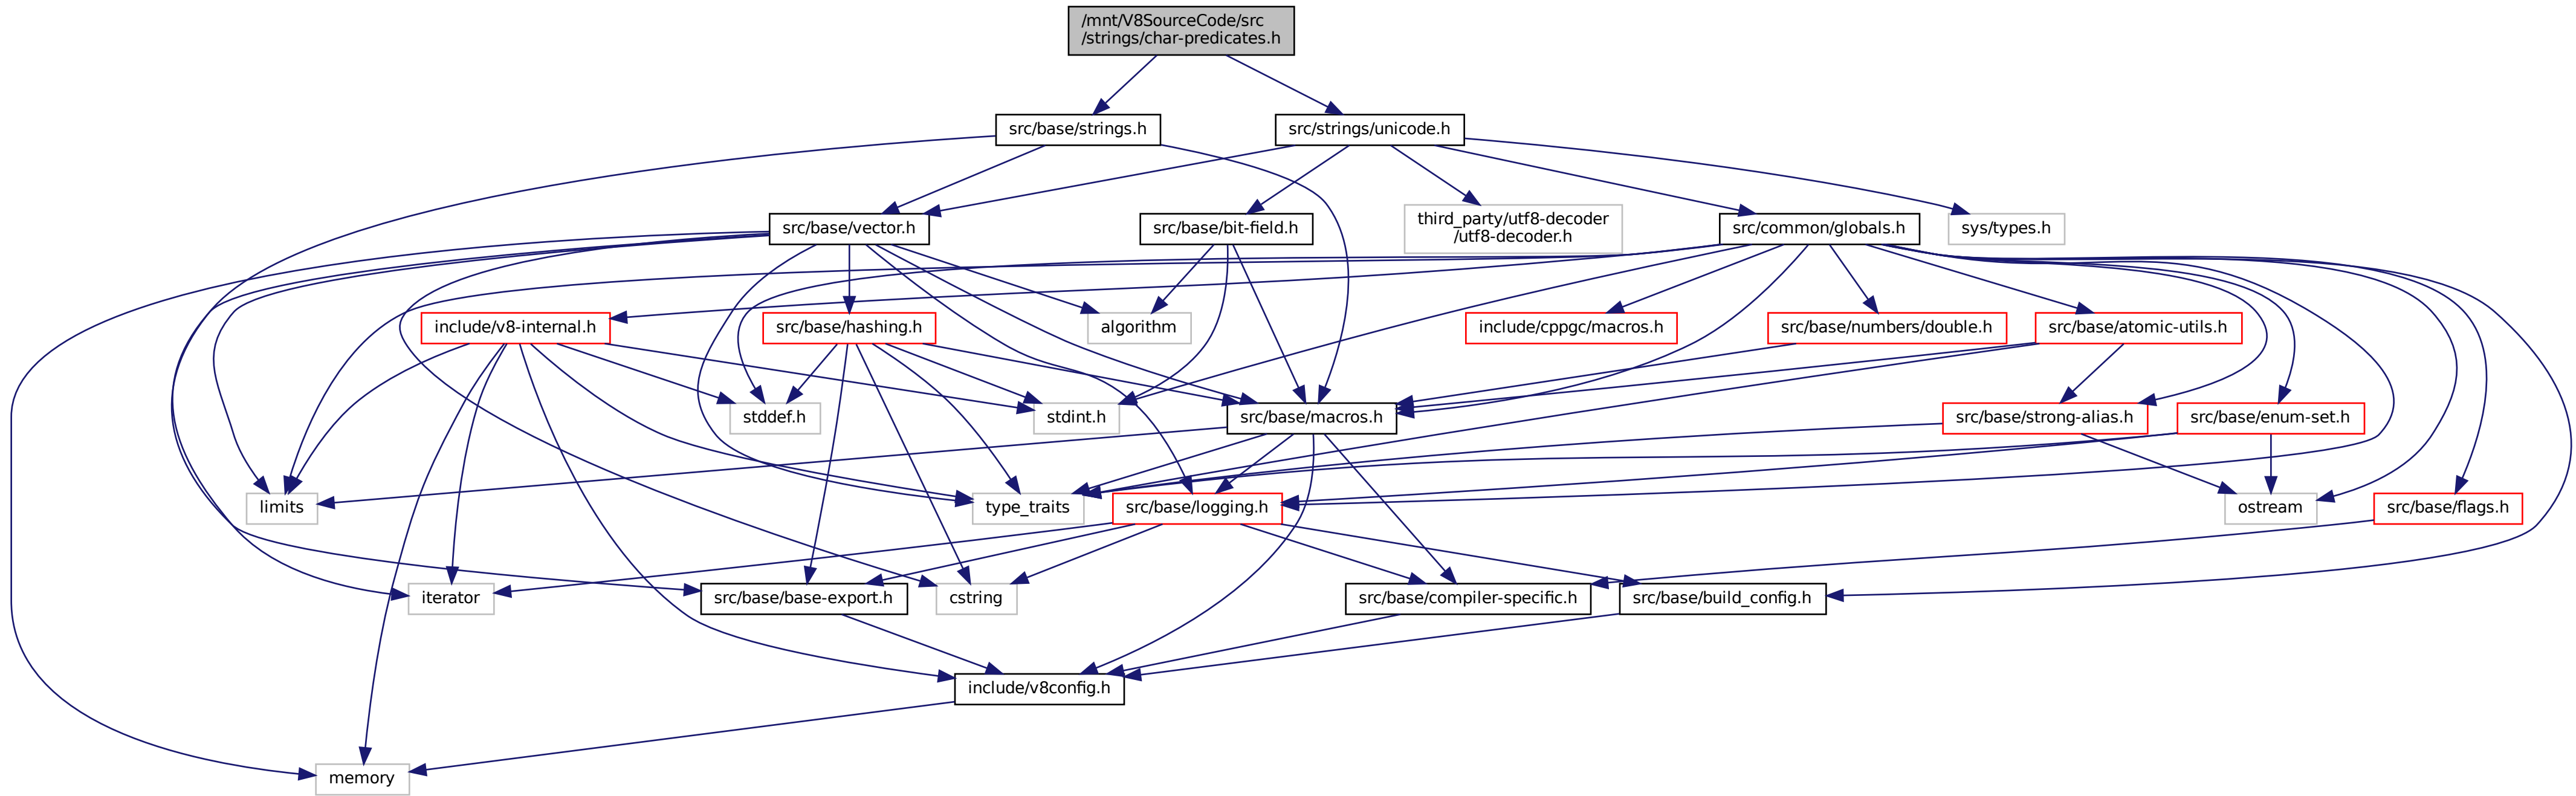 /mnt/V8SourceCode/src
/strings/char-predicates.h
src/base/strings.h
src/strings/unicode.h
third_party/utf8-decoder
/utf8-decoder.h
src/base/vector.h
src/base/bit-field.h
src/common/globals.h
sys/types.h
include/v8-internal.h
src/base/hashing.h
algorithm
include/cppgc/macros.h
src/base/numbers/double.h
src/base/atomic-utils.h
stddef.h
stdint.h
src/base/macros.h
src/base/strong-alias.h
src/base/enum-set.h
limits
type_traits
src/base/logging.h
ostream
src/base/flags.h
iterator
src/base/base-export.h
cstring
src/base/compiler-specific.h
src/base/build_config.h
include/v8config.h
memory